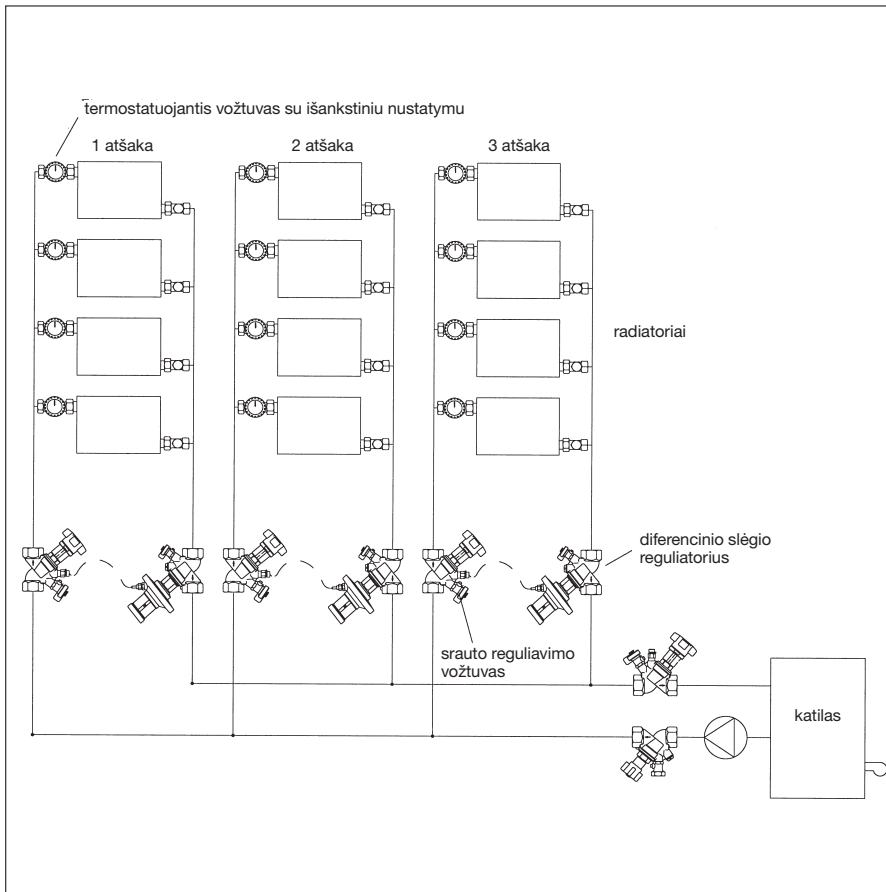 termostatuojantis vožtuvas su išankstiniu nustatymu
1 atšaka
2 atšaka
3 atšaka
radiatoriai
diferencinio slėgio
reguliatorius
srauto reguliavimo
vožtuvas
katilas